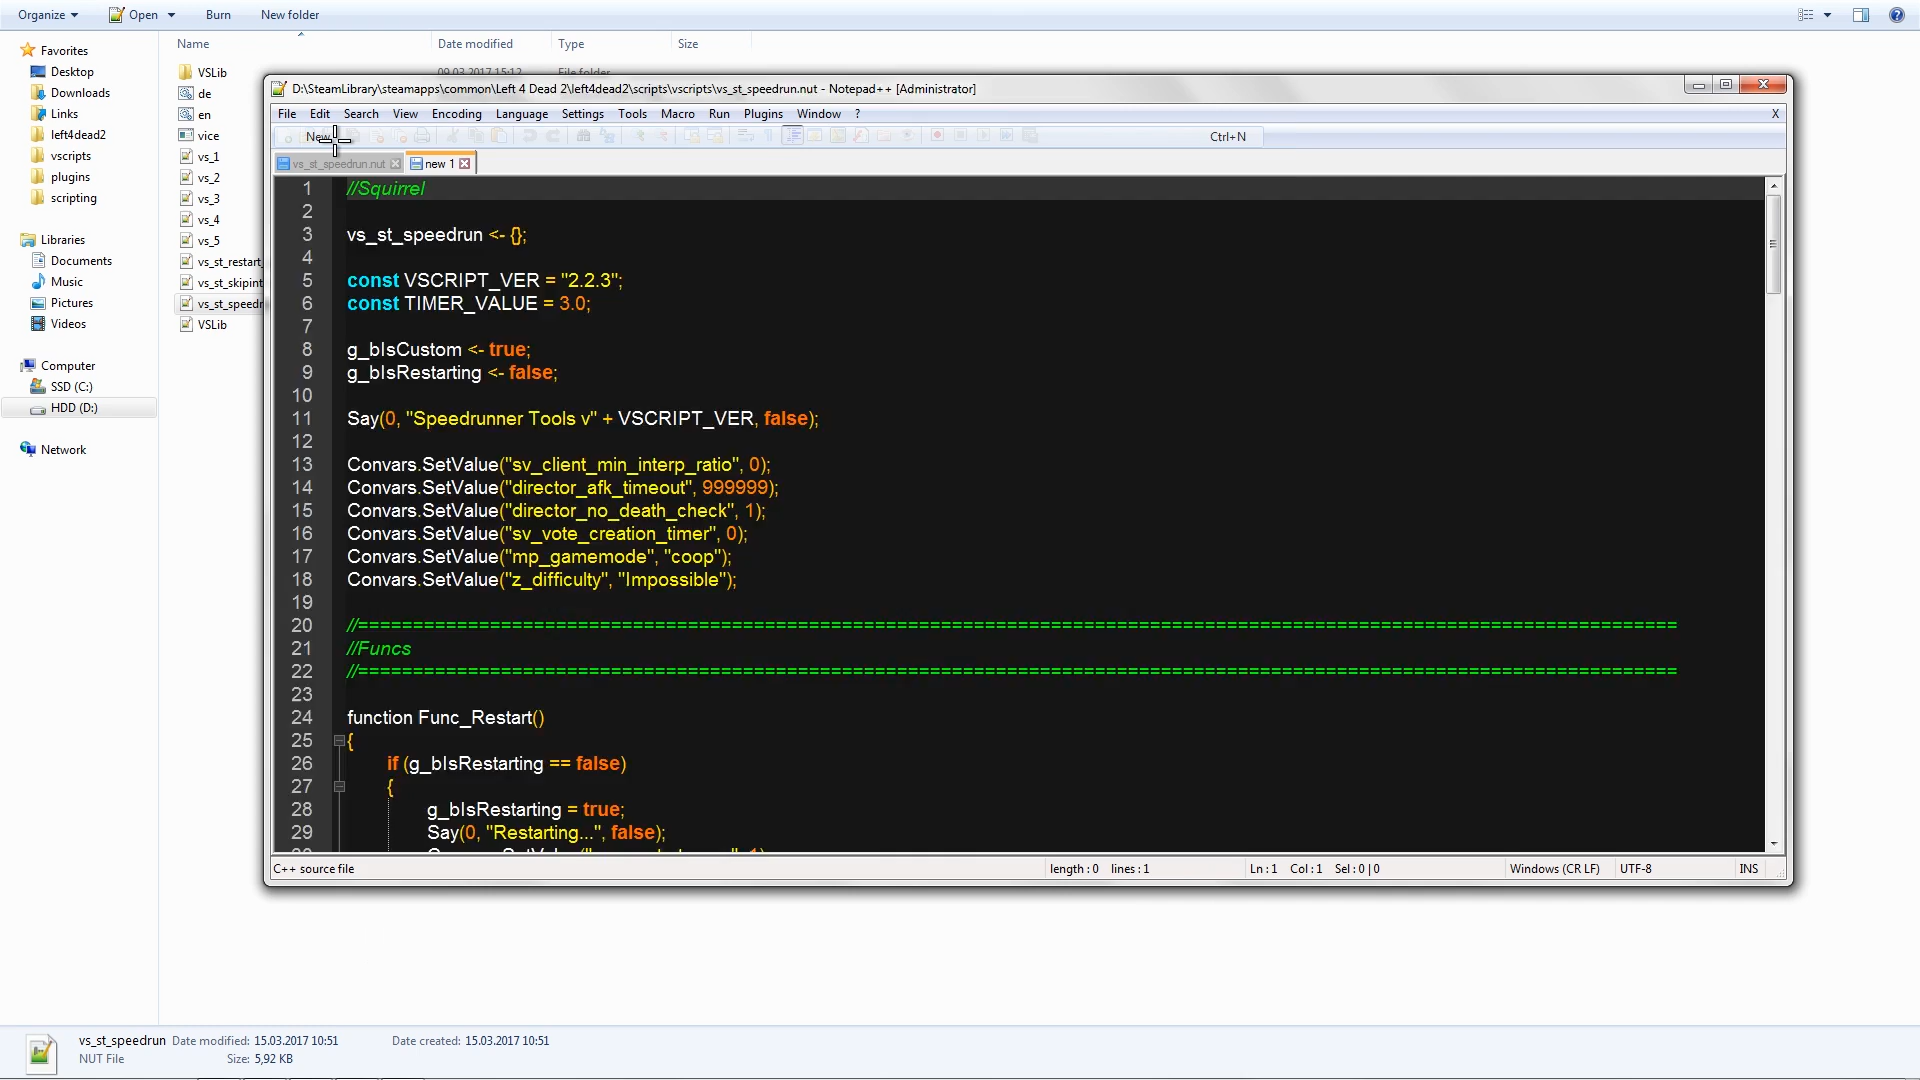 Organize Open Burn New folder
Name Date modified Type Size
Favorites
Desktop
Downloads
Links
left4dead2
vscripts
plugins
scripting
Libraries
Documents
Music
Pictures
Videos
Computer
SSD (C:)
HDD (D:)
Network
VSLib 09.03.2017 15:12 File folder
de
en
vice
vs_1
vs_2
vs_3
vs_4
vs_5
vs_st_restart_
vs_st_skipint
vs_st_speedr
VSLib
D:\SteamLibrary\steamapps\common\Left 4 Dead 2\left4dead2\scripts\vscripts\vs_st_speedrun.nut - Notepad++ [Administrator]
File Edit Search View Encoding Language Settings Tools Macro Run Plugins Window ? X
New Ctrl+N
vs_st_speedrun.nut new 1
1 //Squirrel
2
3 vs_st_speedrun <- {};
4
5 const VSCRIPT_VER = "2.2.3";
6 const TIMER_VALUE = 3.0;
7
8 g_bIsCustom <- true;
9 g_bIsRestarting <- false;
10
11 Say(0, "Speedrunner Tools v" + VSCRIPT_VER, false);
12
13 Convars.SetValue("sv_client_min_interp_ratio", 0);
14 Convars.SetValue("director_afk_timeout", 999999);
15 Convars.SetValue("director_no_death_check", 1);
16 Convars.SetValue("sv_vote_creation_timer", 0);
17 Convars.SetValue("mp_gamemode", "coop");
18 Convars.SetValue("z_difficulty", "Impossible");
19
20 //========================================================================================================================
21 //Funcs
22 //========================================================================================================================
23
24 function Func_Restart()
25 {
26 if (g_bIsRestarting == false)
27 {
28 g_bIsRestarting = true;
29 Say(0, "Restarting...", false);
C++ source file length : 0 lines : 1 Ln : 1 Col : 1 Sel : 0 | 0 Windows (CR LF) UTF-8 INS
vs_st_speedrun Date modified: 15.03.2017 10:51 Date created: 15.03.2017 10:51
NUT File Size: 5,92 KB